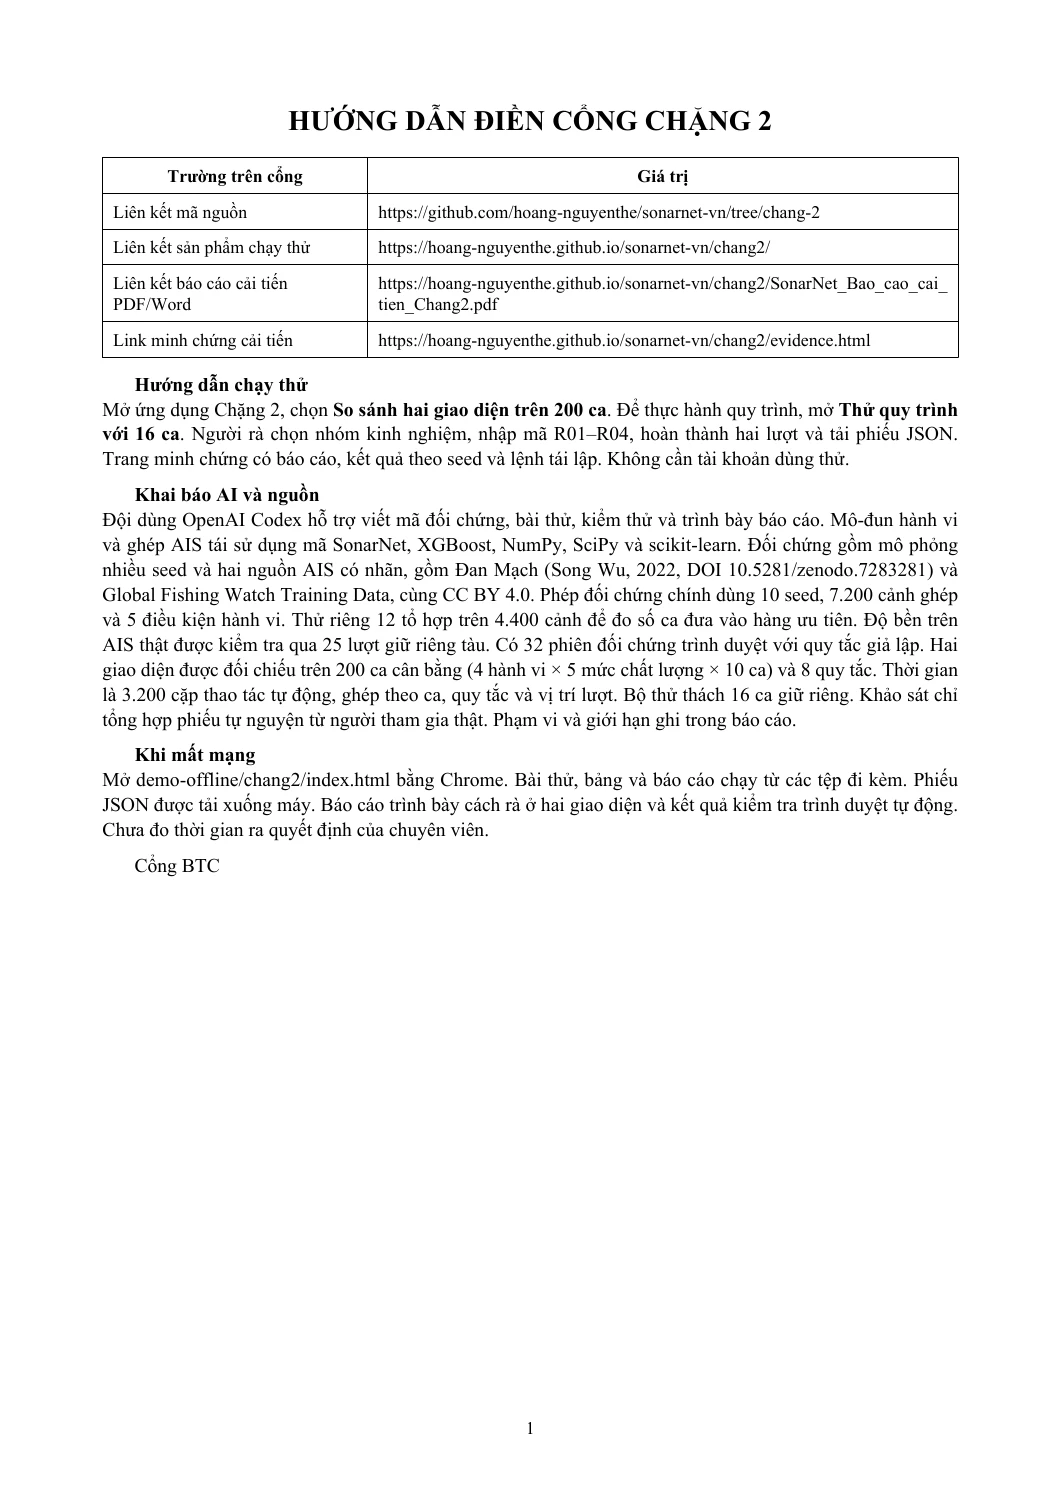 HƯỚNG DẪN ĐIỀN CỔNG CHẶNG 2
Trường trên cổng
Giá trị
Liên kết mã nguồn
https://github.com/hoang-nguyenthe/sonarnet-vn/tree/chang-2
Liên kết sản phẩm chạy thử
https://hoang-nguyenthe.github.io/sonarnet-vn/chang2/
Liên kết báo cáo cải tiến
PDF/Word
https://hoang-nguyenthe.github.io/sonarnet-vn/chang2/SonarNet_Bao_cao_cai_
tien_Chang2.pdf
Link minh chứng cải tiến
https://hoang-nguyenthe.github.io/sonarnet-vn/chang2/evidence.html
Hướng dẫn chạy thử
Mở ứng dụng Chặng 2, chọn So sánh hai giao diện trên 200 ca. Để thực hành quy trình, mở Thử quy trình
với 16 ca. Người rà chọn nhóm kinh nghiệm, nhập mã R01–R04, hoàn thành hai lượt và tải phiếu JSON.
Trang minh chứng có báo cáo, kết quả theo seed và lệnh tái lập. Không cần tài khoản dùng thử.
Khai báo AI và nguồn
Đội dùng OpenAI Codex hỗ trợ viết mã đối chứng, bài thử, kiểm thử và trình bày báo cáo. Mô-đun hành vi
và ghép AIS tái sử dụng mã SonarNet, XGBoost, NumPy, SciPy và scikit-learn. Đối chứng gồm mô phỏng
nhiều seed và hai nguồn AIS có nhãn, gồm Đan Mạch (Song Wu, 2022, DOI 10.5281/zenodo.7283281) và
Global Fishing Watch Training Data, cùng CC BY 4.0. Phép đối chứng chính dùng 10 seed, 7.200 cảnh ghép
và 5 điều kiện hành vi. Thử riêng 12 tổ hợp trên 4.400 cảnh để đo số ca đưa vào hàng ưu tiên. Độ bền trên
AIS thật được kiểm tra qua 25 lượt giữ riêng tàu. Có 32 phiên đối chứng trình duyệt với quy tắc giả lập. Hai
giao diện được đối chiếu trên 200 ca cân bằng (4 hành vi × 5 mức chất lượng × 10 ca) và 8 quy tắc. Thời gian
là 3.200 cặp thao tác tự động, ghép theo ca, quy tắc và vị trí lượt. Bộ thử thách 16 ca giữ riêng. Khảo sát chỉ
tổng hợp phiếu tự nguyện từ người tham gia thật. Phạm vi và giới hạn ghi trong báo cáo.
Khi mất mạng
Mở demo-offline/chang2/index.html bằng Chrome. Bài thử, bảng và báo cáo chạy từ các tệp đi kèm. Phiếu
JSON được tải xuống máy. Báo cáo trình bày cách rà ở hai giao diện và kết quả kiểm tra trình duyệt tự động.
Chưa đo thời gian ra quyết định của chuyên viên.
Cổng BTC
1